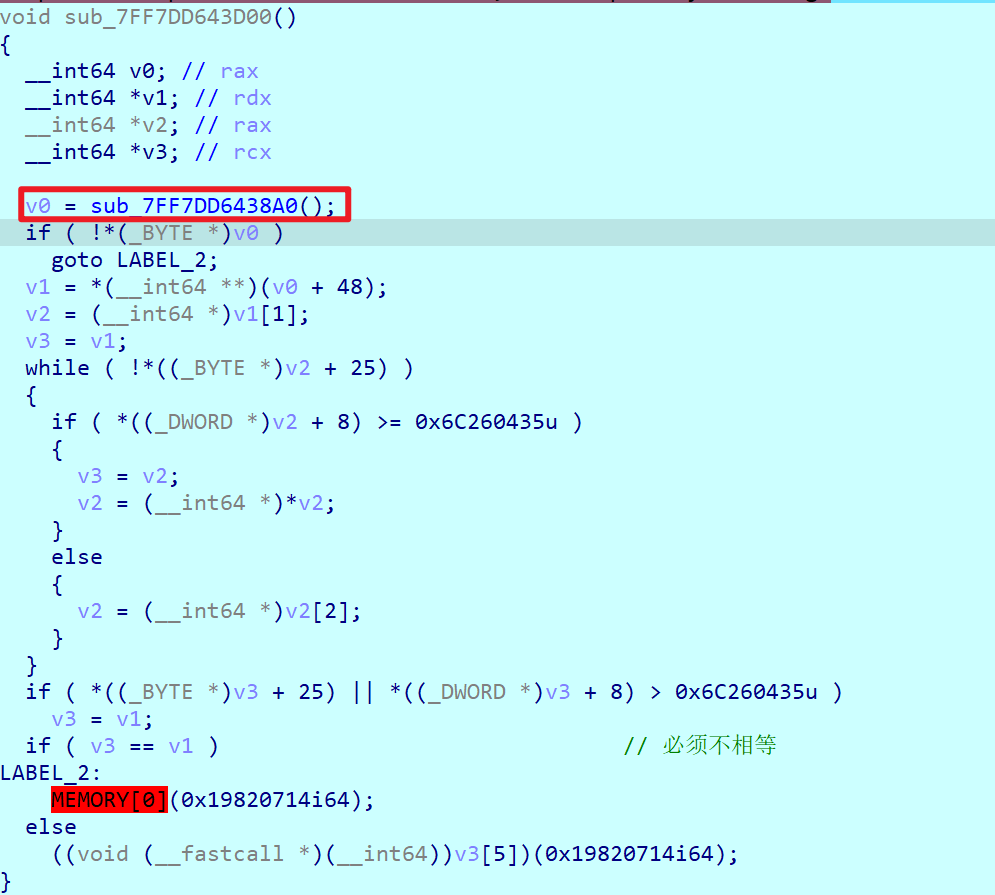 void sub_7FF7DD643D00()
{
  __int64 v0; // rax
  __int64 *v1; // rdx
  __int64 *v2; // rax
  __int64 *v3; // rcx
  v0 = sub_7FF7DD6438A0();
  if ( !*(_BYTE *)v0 )
    goto LABEL_2;
  v1 = *(__int64 **)(v0 + 48);
  v2 = (__int64 *)v1[1];
  v3 = v1;
  while ( !*((_BYTE *)v2 + 25) )
  {
    if ( *((_DWORD *)v2 + 8) >= 0x6C260435u )
    {
      v3 = v2;
      v2 = (__int64 *)*v2;
    }
    else
    {
      v2 = (__int64 *)v2[2];
    }
  }
  if ( *((_BYTE *)v3 + 25) || *((_DWORD *)v3 + 8) > 0x6C260435u )
    v3 = v1;
  if ( v3 == v1 ) // 必须不相等
LABEL_2:
    MEMORY[0](0x19820714i64);
  else
    ((void (__fastcall *)(__int64))v3[5])(0x19820714i64);
}